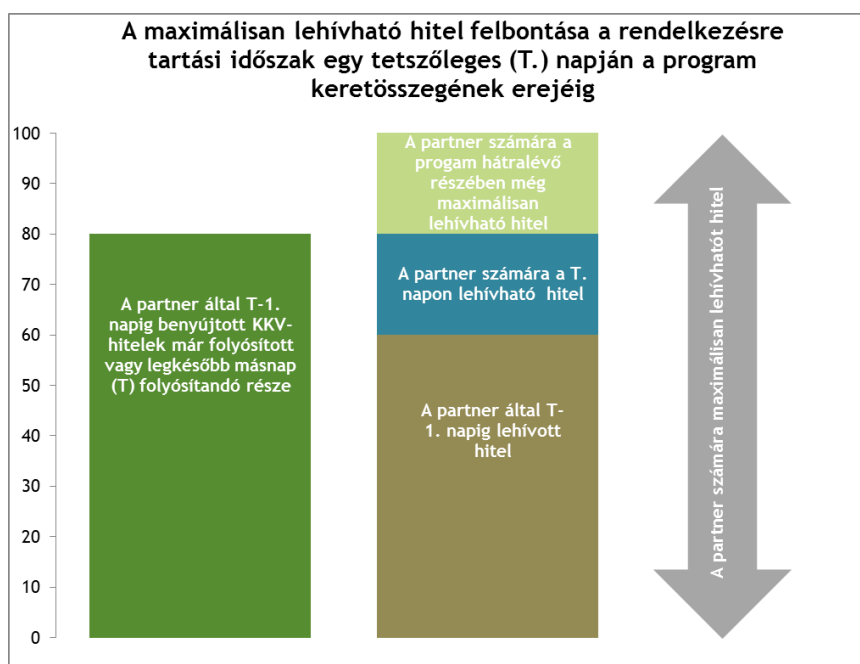 A maximálisan lehívható hitel felbontása a rendelkezésre
tartási időszak egy tetszőleges (T.) napján a program
keretösszegének erejéig
100
90
80
70
60
50
40
30
20
10
0
A partner által T-1.
napig benyújtott KKV-
hitelek már folyósított
vagy legkésőbb másnap
(T) folyósítandó része
A partner számára a
progam hátralévő
részében még
maximálisan
lehívható hitel
A partner számára a T.
napon lehívható hitel
A partner által T-
1. napig lehívott
hitel
A partner számára maximálisan lehívhatót hitel